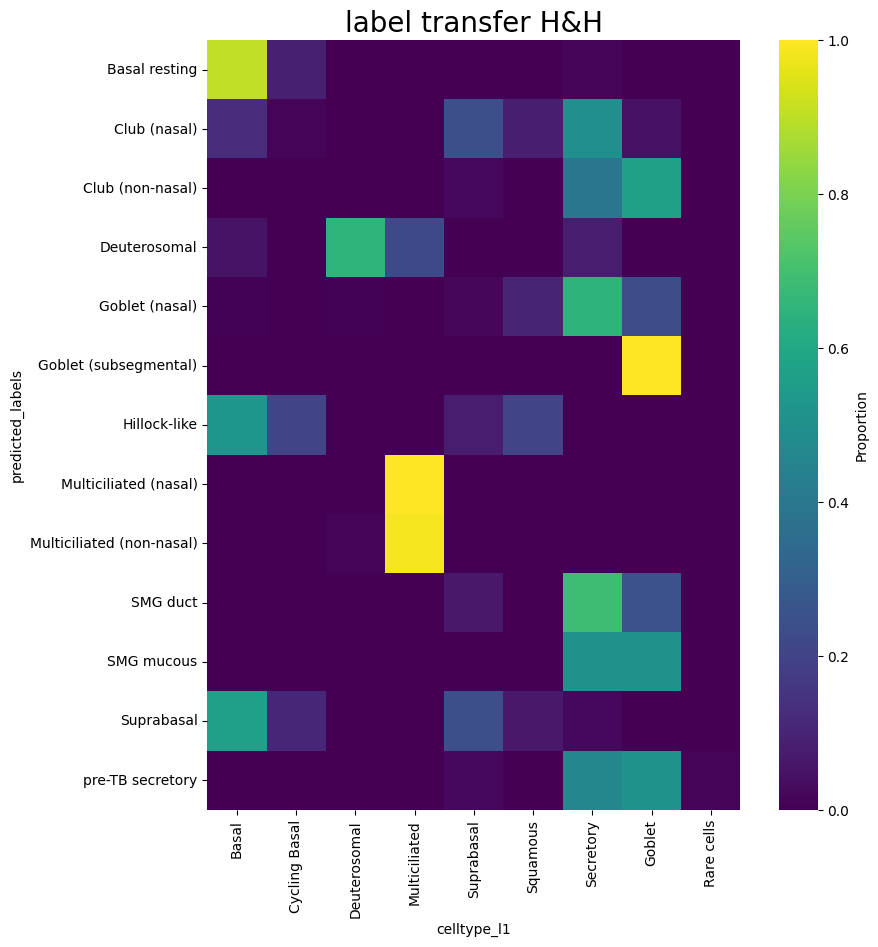 label transfer H&H
predicted_labels
Basal resting
Club (nasal)
Club (non-nasal)
Deuterosomal
Goblet (nasal)
Goblet (subsegmental)
Hillock-like
Multiciliated (nasal)
Multiciliated (non-nasal)
SMG duct
SMG mucous
Suprabasal
pre-TB secretory
Basal
Cycling Basal
Deuterosomal
Multiciliated
Suprabasal
Squamous
Secretory
Goblet
Rare cells
celltype_l1
1.0
0.8
0.6
0.4
0.2
0.0
Proportion